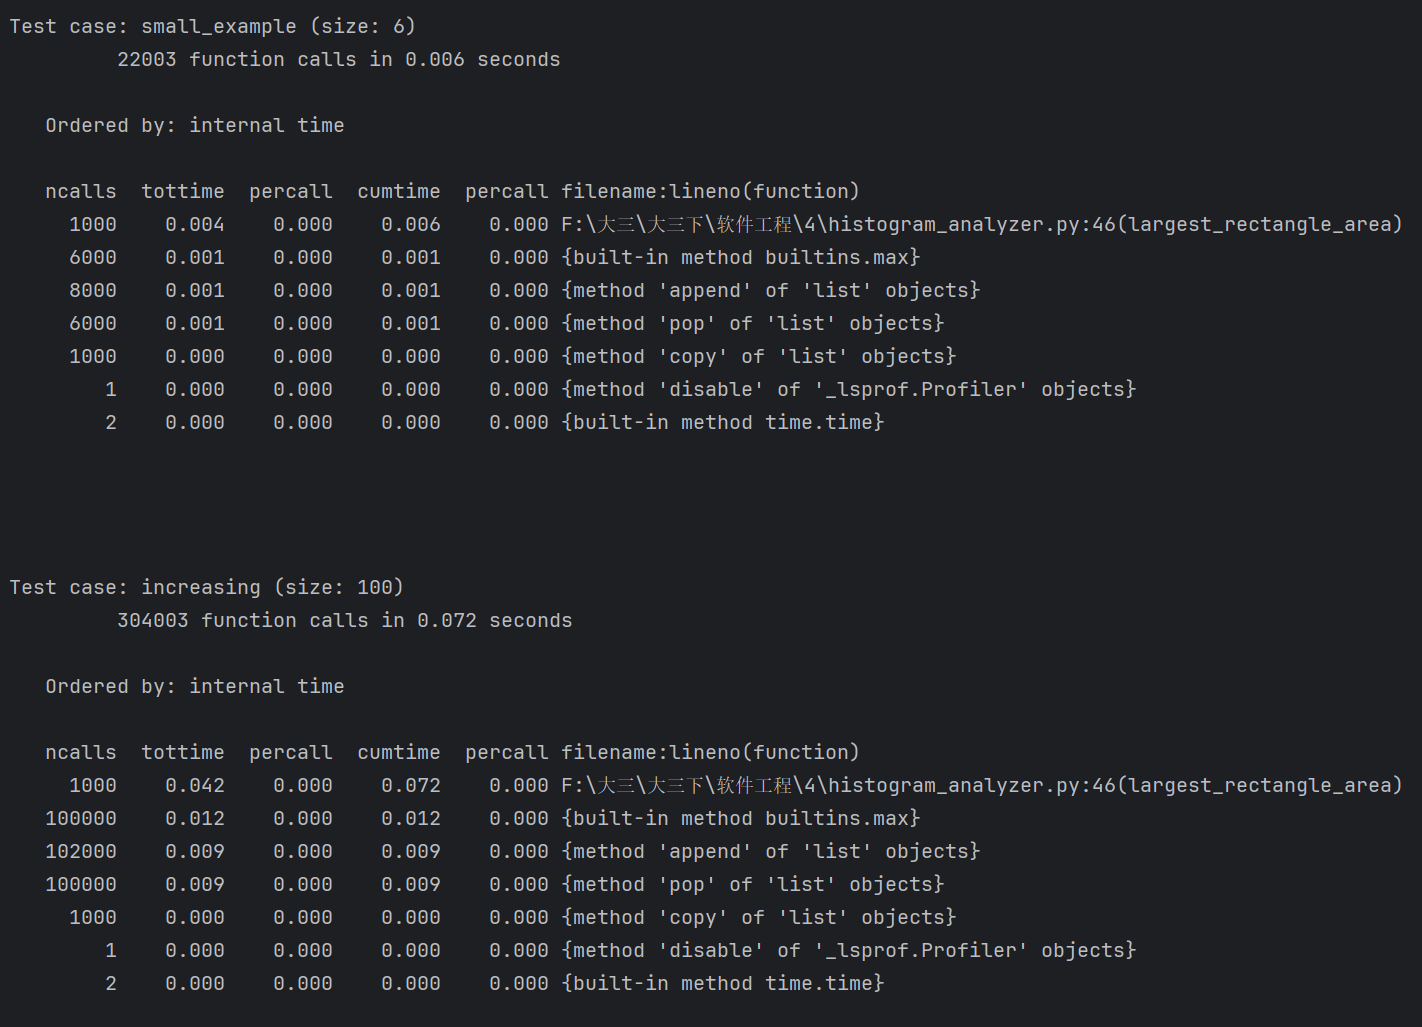 Test case: small_example (size: 6)
22003 function calls in 0.006 seconds
Ordered by: internal time
ncalls  tottime  percall  cumtime  percall filename:lineno(function)
1000    0.004    0.000    0.006    0.000 F:\大三\大三下\软件工程\4\histogram_analyzer.py:46(largest_rectangle_area)
6000    0.001    0.000    0.001    0.000 {built-in method builtins.max}
8000    0.001    0.000    0.001    0.000 {method 'append' of 'list' objects}
6000    0.001    0.000    0.001    0.000 {method 'pop' of 'list' objects}
1000    0.000    0.000    0.000    0.000 {method 'copy' of 'list' objects}
1    0.000    0.000    0.000    0.000 {method 'disable' of '_lsprof.Profiler' objects}
2    0.000    0.000    0.000    0.000 {built-in method time.time}
Test case: increasing (size: 100)
304003 function calls in 0.072 seconds
Ordered by: internal time
ncalls  tottime  percall  cumtime  percall filename:lineno(function)
1000    0.042    0.000    0.072    0.000 F:\大三\大三下\软件工程\4\histogram_analyzer.py:46(largest_rectangle_area)
100000    0.012    0.000    0.012    0.000 {built-in method builtins.max}
102000    0.009    0.000    0.009    0.000 {method 'append' of 'list' objects}
100000    0.009    0.000    0.009    0.000 {method 'pop' of 'list' objects}
1000    0.000    0.000    0.000    0.000 {method 'copy' of 'list' objects}
1    0.000    0.000    0.000    0.000 {method 'disable' of '_lsprof.Profiler' objects}
2    0.000    0.000    0.000    0.000 {built-in method time.time}